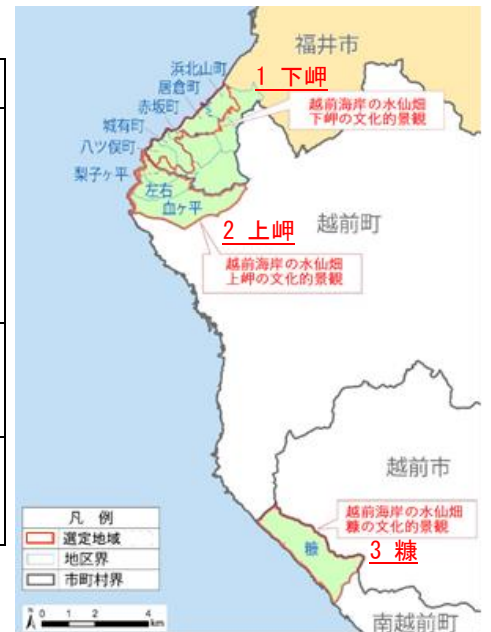 福井市
浜北山町
居倉町
赤坂町
城有町
八ツ俣町
梨子ヶ平
左右
血ヶ平
1 下岬
越前海岸の水仙畑
下岬の文化的景観
越前町
2 上岬
越前海岸の水仙畑
上岬の文化的景観
越前市
越前海岸の水仙畑
糠の文化的景観
糠
3 糠
南越前町
凡 例
選定地域
地区界
市町村界
N
0 1 2 4
km